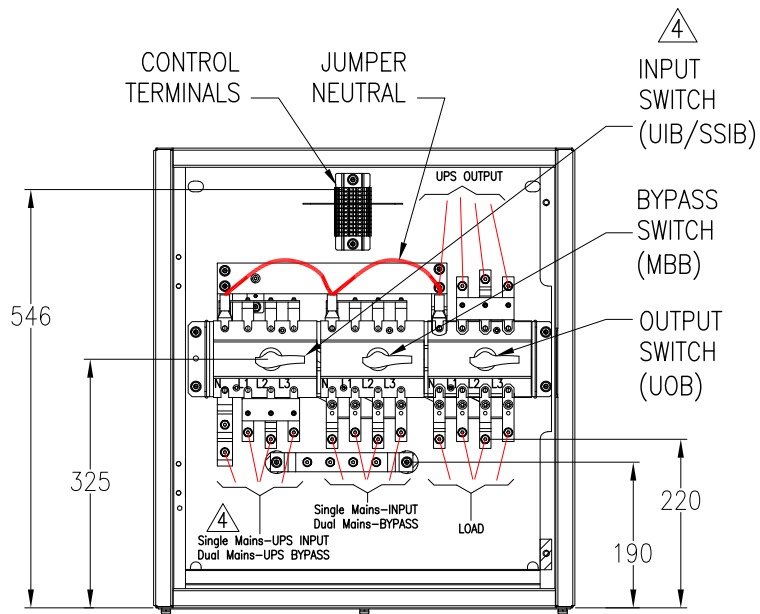 4
CONTROL
TERMINALS
JUMPER
NEUTRAL
INPUT
SWITCH
(UIB/SSIB)
UPS OUTPUT
BYPASS
SWITCH
(MBB)
546
OUTPUT
SWITCH
(UOB)
N L1 L2 L3
N L1 L2 L3
N L1 L2 L3
325
220
190
4
Single Mains-UPS INPUT
Dual Mains-UPS BYPASS
Single Mains-INPUT
Dual Mains-BYPASS
LOAD